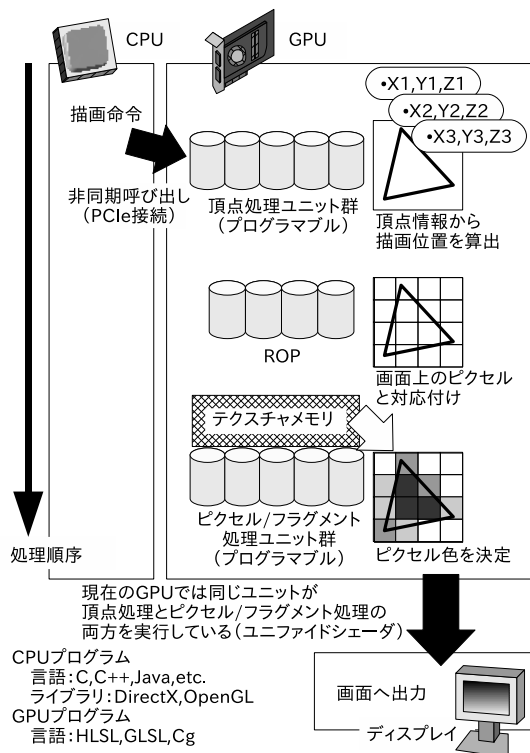 CPU
GPU
•X1,Y1,Z1
•X2,Y2,Z2
•X3,Y3,Z3
描画命令
非同期呼び出し
(PCIe接続)
頂点処理ユニット群
(プログラマブル)
頂点情報から
描画位置を算出
ROP
画面上のピクセル
と対応付け
テクスチャメモリ
ピクセル/フラグメント
処理ユニット群
(プログラマブル)
ピクセル色を決定
処理順序
現在のGPUでは同じユニットが
頂点処理とピクセル/フラグメント処理の
両方を実行している(ユニファイドシェーダ)
CPUプログラム
言語:C,C++,Java,etc.
ライブラリ:DirectX,OpenGL
GPUプログラム
言語:HLSL,GLSL,Cg
画面へ出力
ディスプレイ